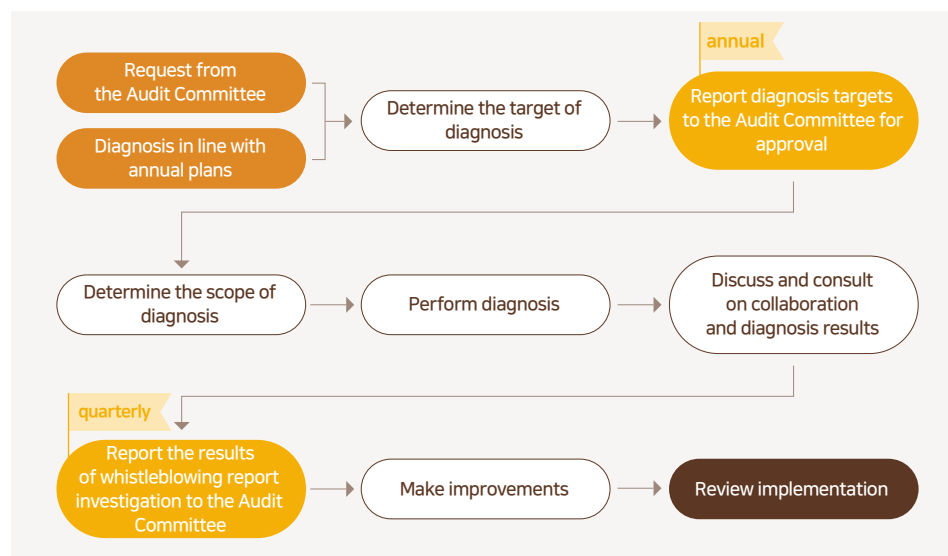 annual
Request from
the Audit Committee
Diagnosis in line with
annual plans
Determine the target of
diagnosis
Report diagnosis targets
to the Audit Committee for
approval
Determine the scope of
diagnosis
Perform diagnosis
Discuss and consult
on collaboration
and diagnosis results
quarterly
Report the results
of whistleblowing report
investigation to the Audit
Committee
Make improvements
Review implementation